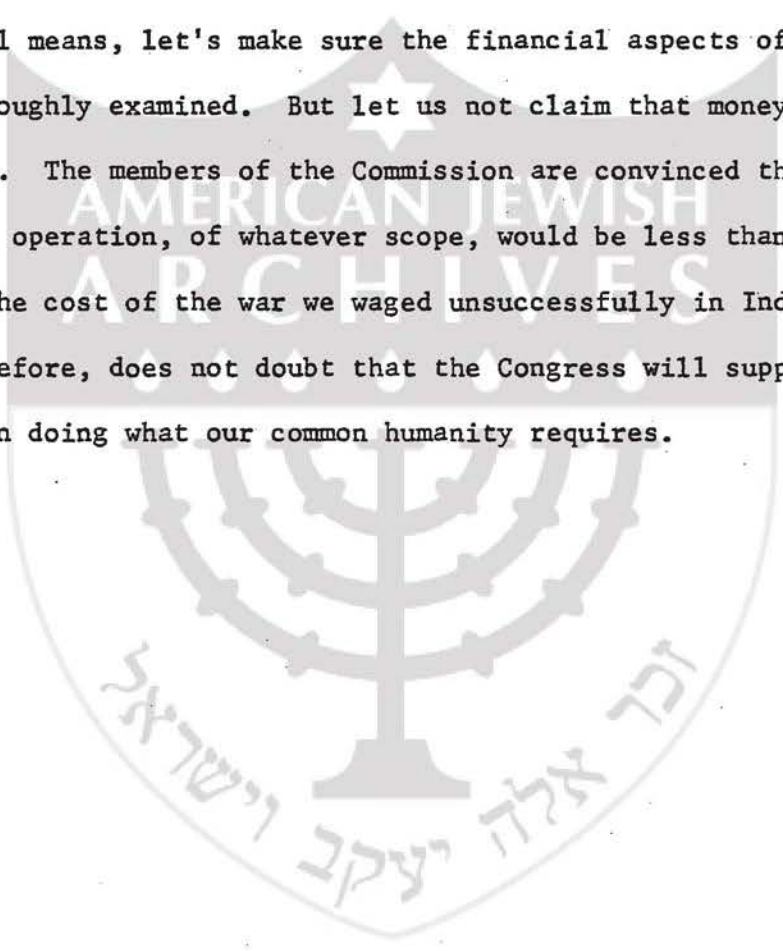 l means, let's make sure the financial aspects of
oughly examined. But let us not claim that money
. The members of the Commission are convinced th
operation, of whatever scope, would be less than
he cost of the war we waged unsuccessfully in Ind
efore, does not doubt that the Congress will supp
n doing what our common humanity requires.
AMERICAN JEWISH
ARCHIVES
זכר אלה יעקב וישראל